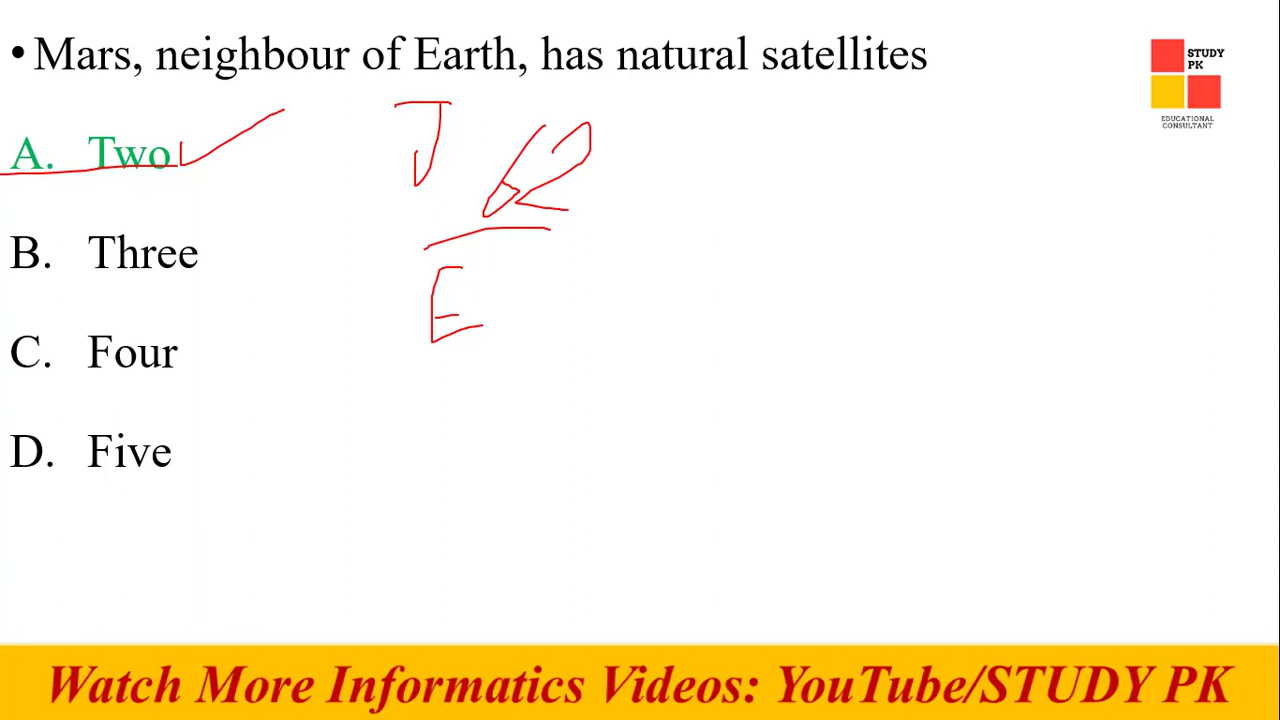 • Mars, neighbour of Earth, has natural satellites
STUDY
PK
EDUCATIONAL
CONSULTANT
A. Two
J
E
B. Three
C. Four
D. Five
Watch More Informatics Videos: YouTube/STUDY PK